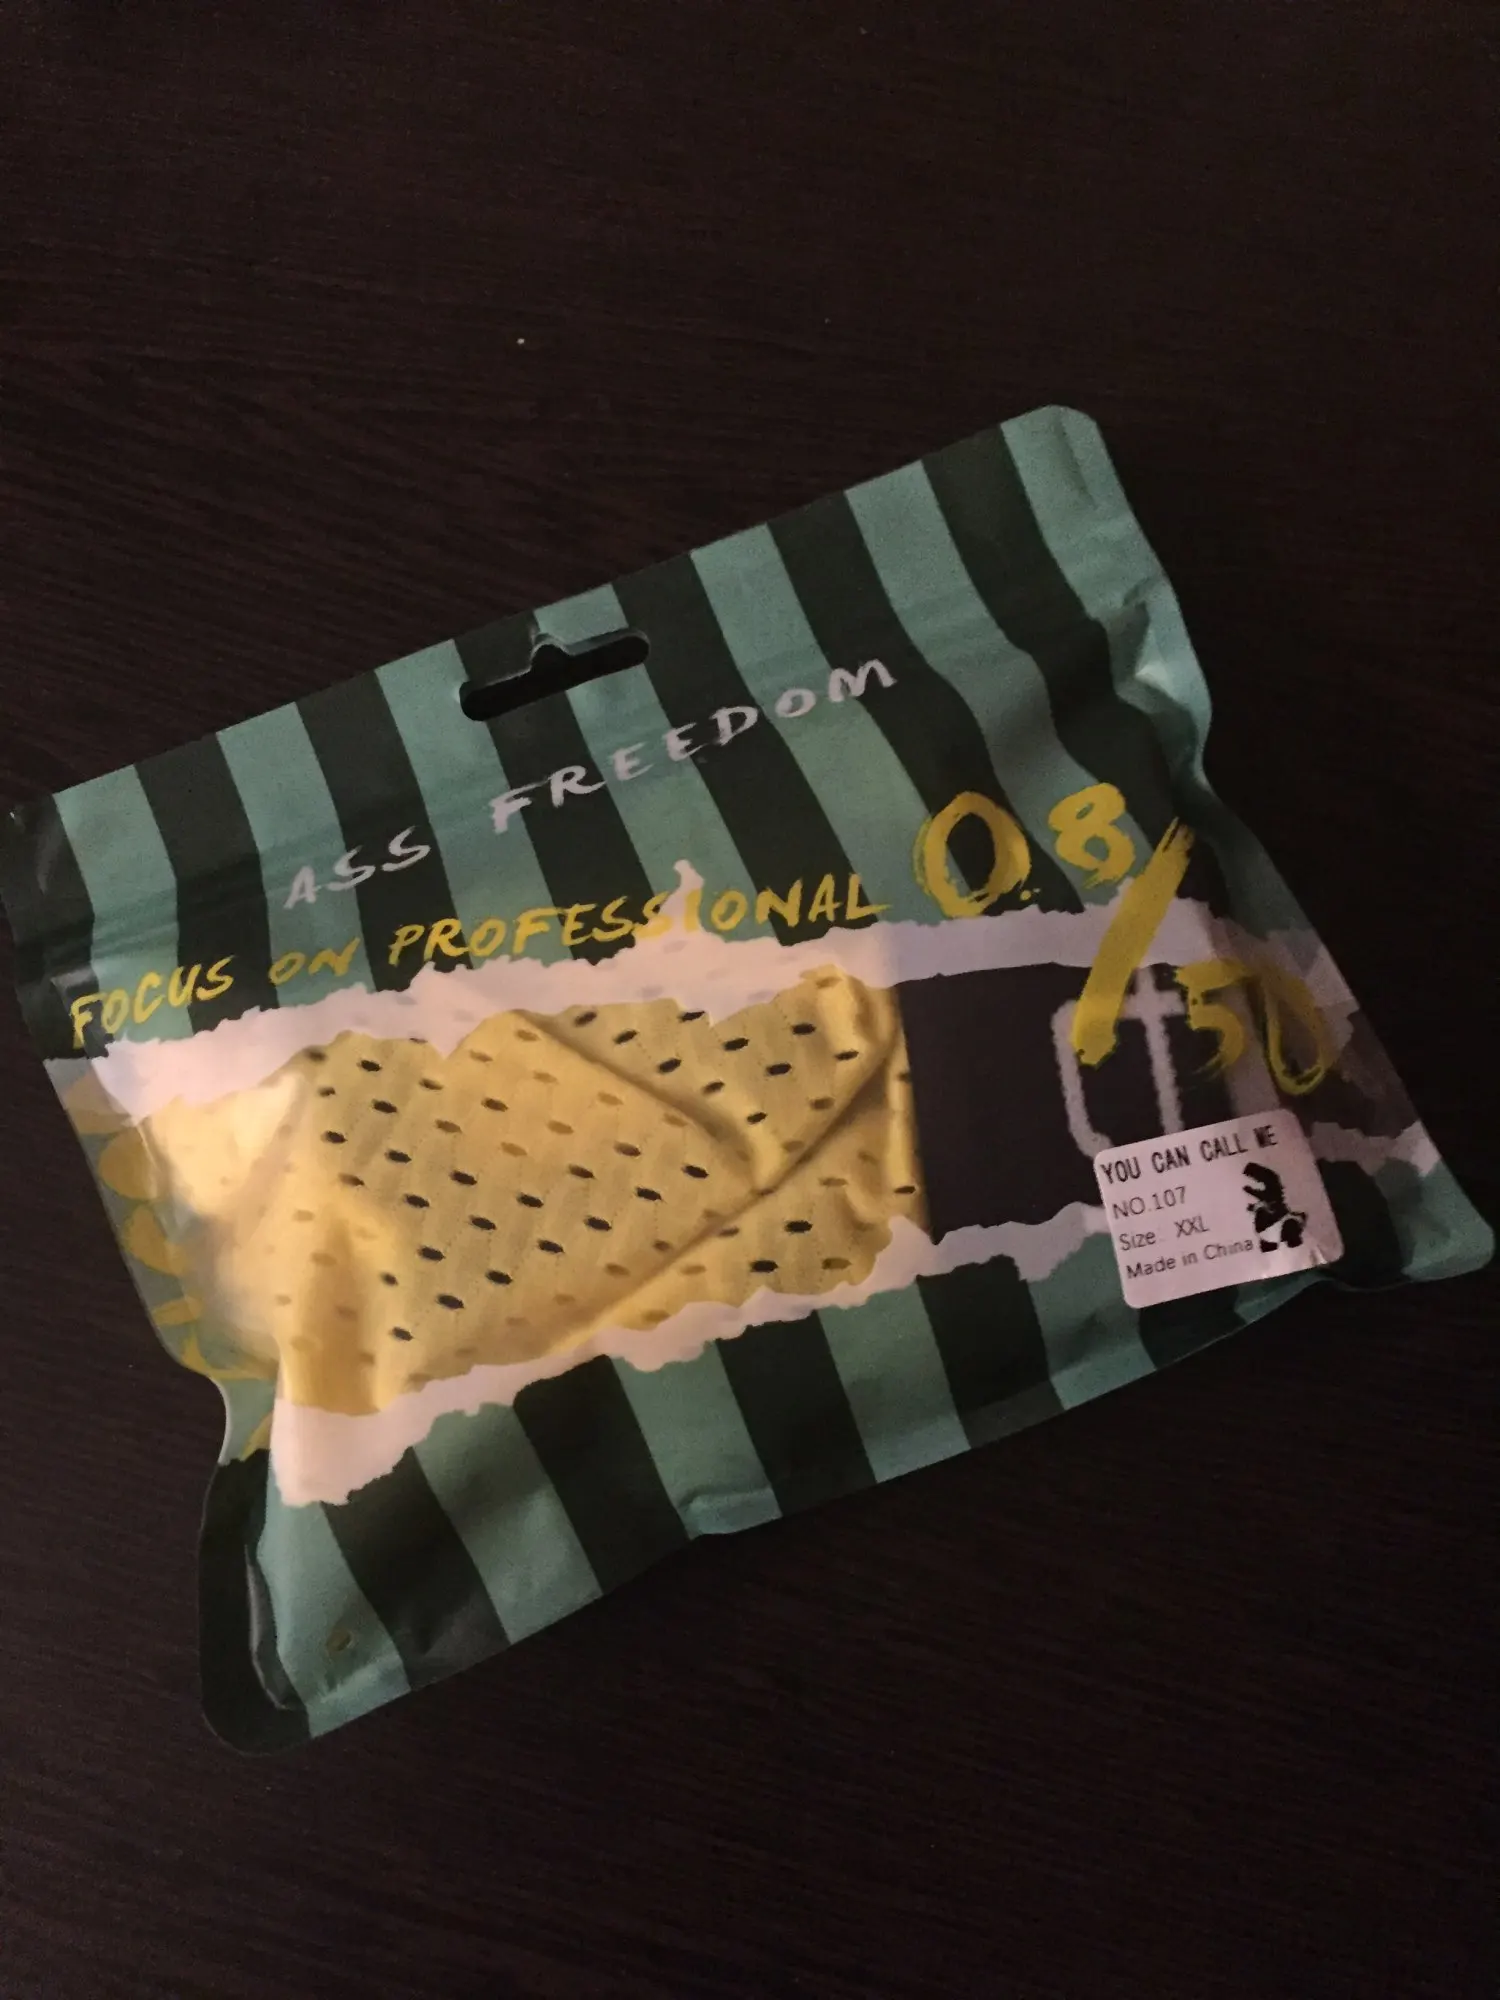 ASS FREEDOM
FOCUS ON PROFESSIONAL
0.8/50
YOU CAN CALL ME
NO.107
Size: XXL
Made in China